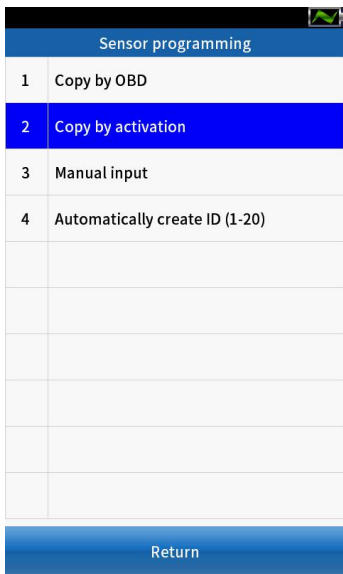 Sensor programming
1 Copy by OBD
2 Copy by activation
3 Manual input
4 Automatically create ID (1-20)
Return